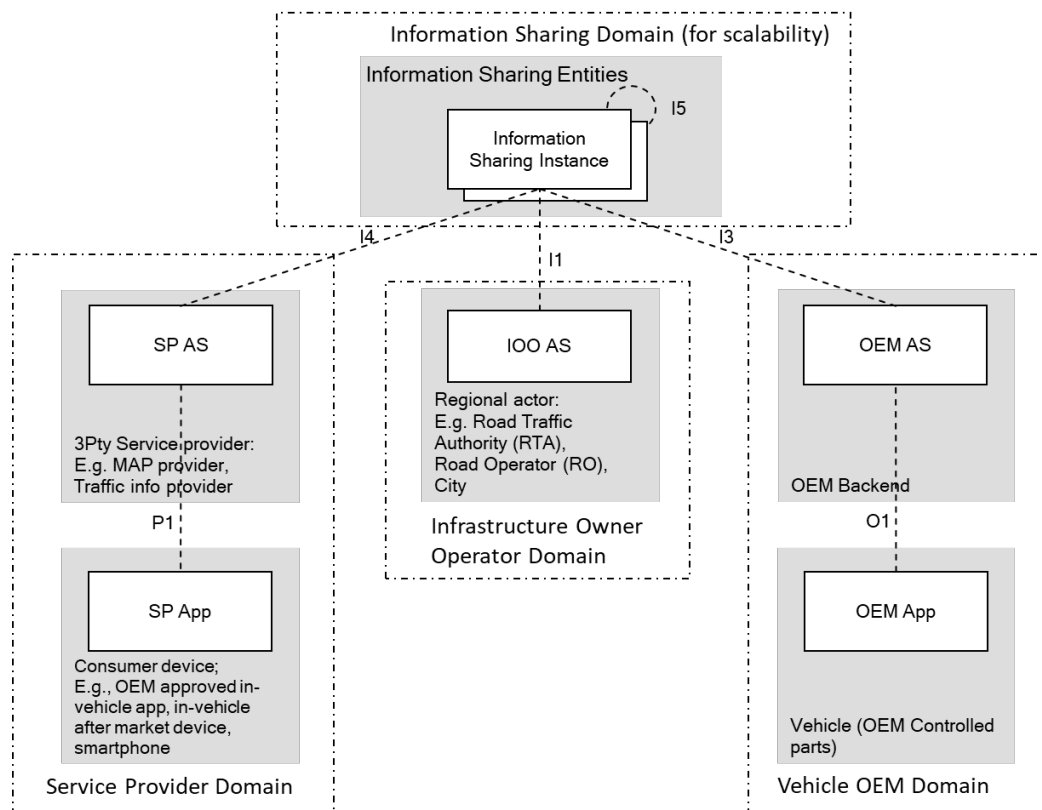 Information Sharing Domain (for scalability)
Information Sharing Entities
I5
Information
Sharing Instance
I4
I1
I3
SP AS
3Pty Service provider:
E.g. MAP provider,
Traffic info provider
P1
SP App
Consumer device;
E.g., OEM approved in-
vehicle app, in-vehicle
after market device,
smartphone
Service Provider Domain
IOO AS
Regional actor:
E.g. Road Traffic
Authority (RTA),
Road Operator (RO),
City
Infrastructure Owner
Operator Domain
OEM AS
OEM Backend
O1
OEM App
Vehicle (OEM Controlled
parts)
Vehicle OEM Domain